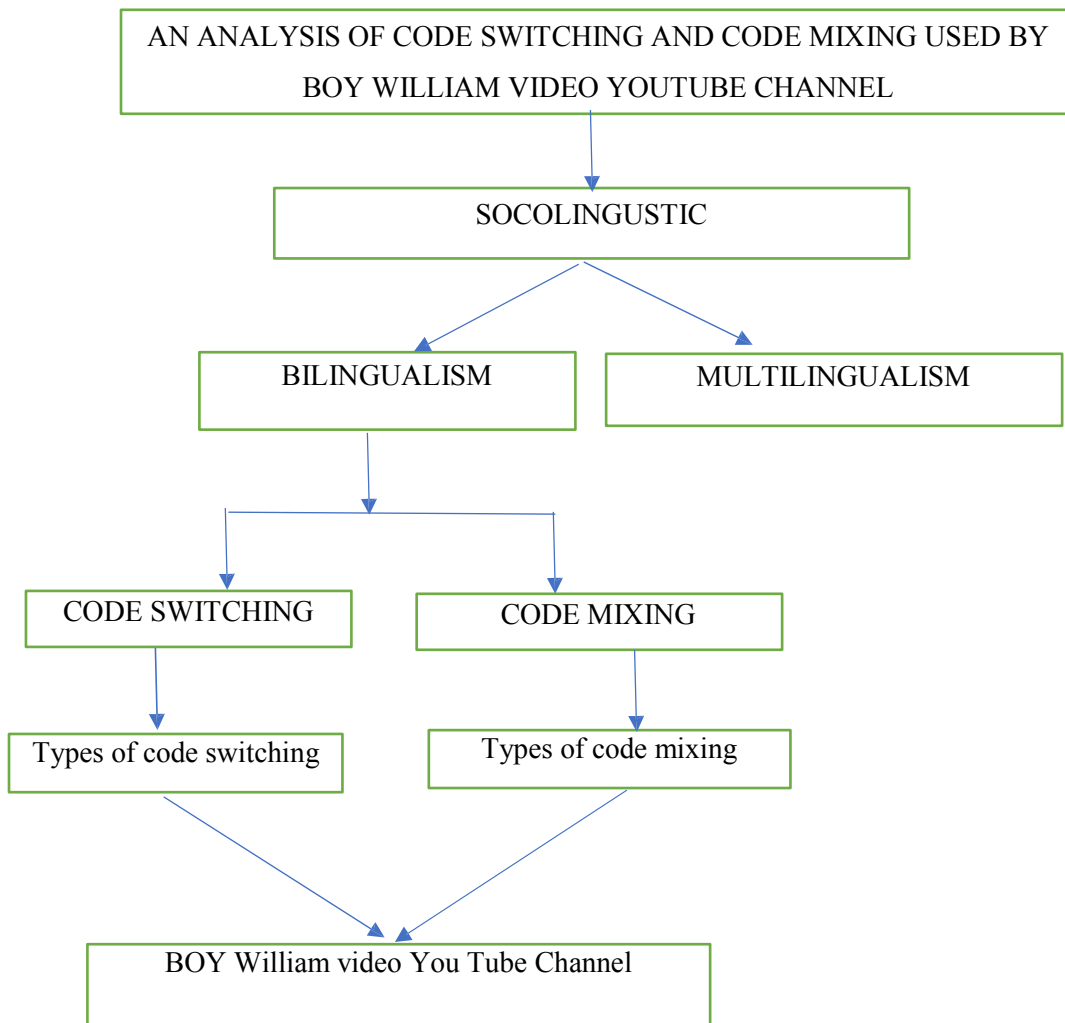 AN ANALYSIS OF CODE SWITCHING AND CODE MIXING USED BY
BOY WILLIAM VIDEO YOUTUBE CHANNEL
SOCOLINGUSTIC
BILINGUALISM
MULTILINGUALISM
CODE SWITCHING
CODE MIXING
Types of code switching
Types of code mixing
BOY William video You Tube Channel